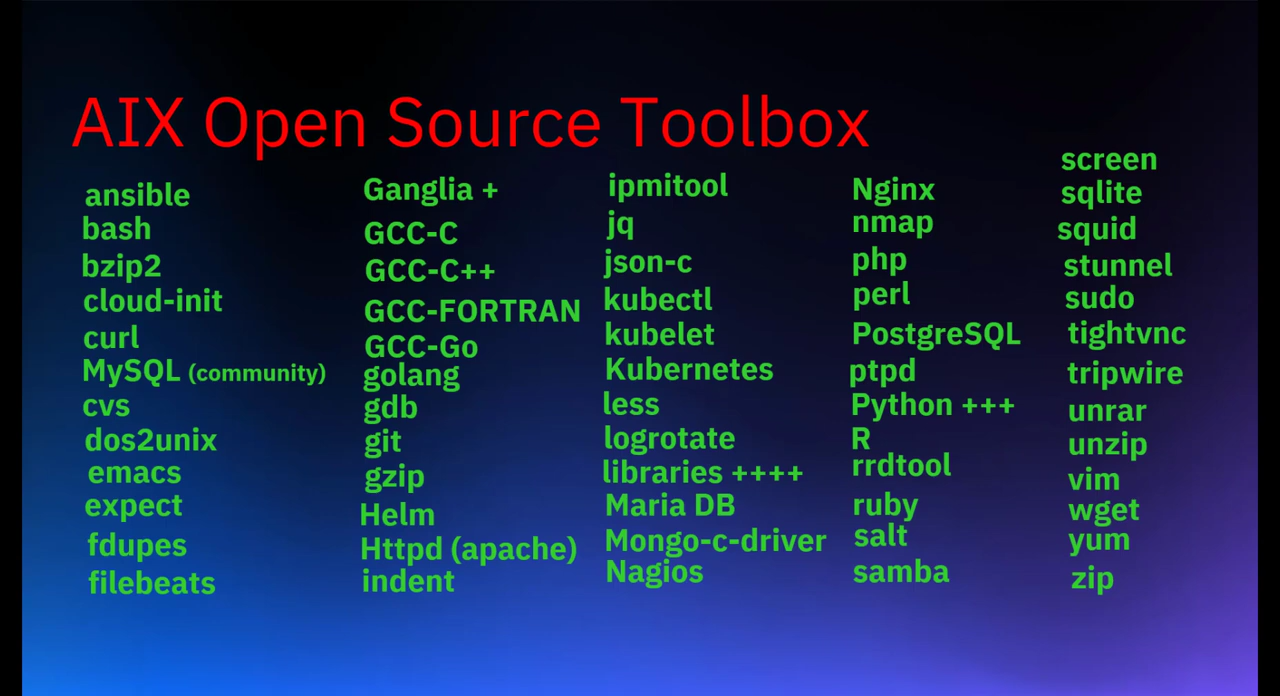 AIX Open Source Toolbox
ansible
bash
bzip2
cloud-init
curl
MySQL (community)
cvs
dos2unix
emacs
expect
fdupes
filebeats
Ganglia +
GCC-C
GCC-C++
GCC-FORTRAN
GCC-Go
golang
gdb
git
gzip
Helm
Httpd (apache)
indent
ipmitool
jq
json-c
kubectl
kubelet
Kubernetes
less
logrotate
libraries ++++
Maria DB
Mongo-c-driver
Nagios
Nginx
nmap
php
perl
PostgreSQL
ptpd
Python +++
R
rrdtool
ruby
salt
samba
screen
sqlite
squid
stunnel
sudo
tightvnc
tripwire
unrar
unzip
vim
wget
yum
zip